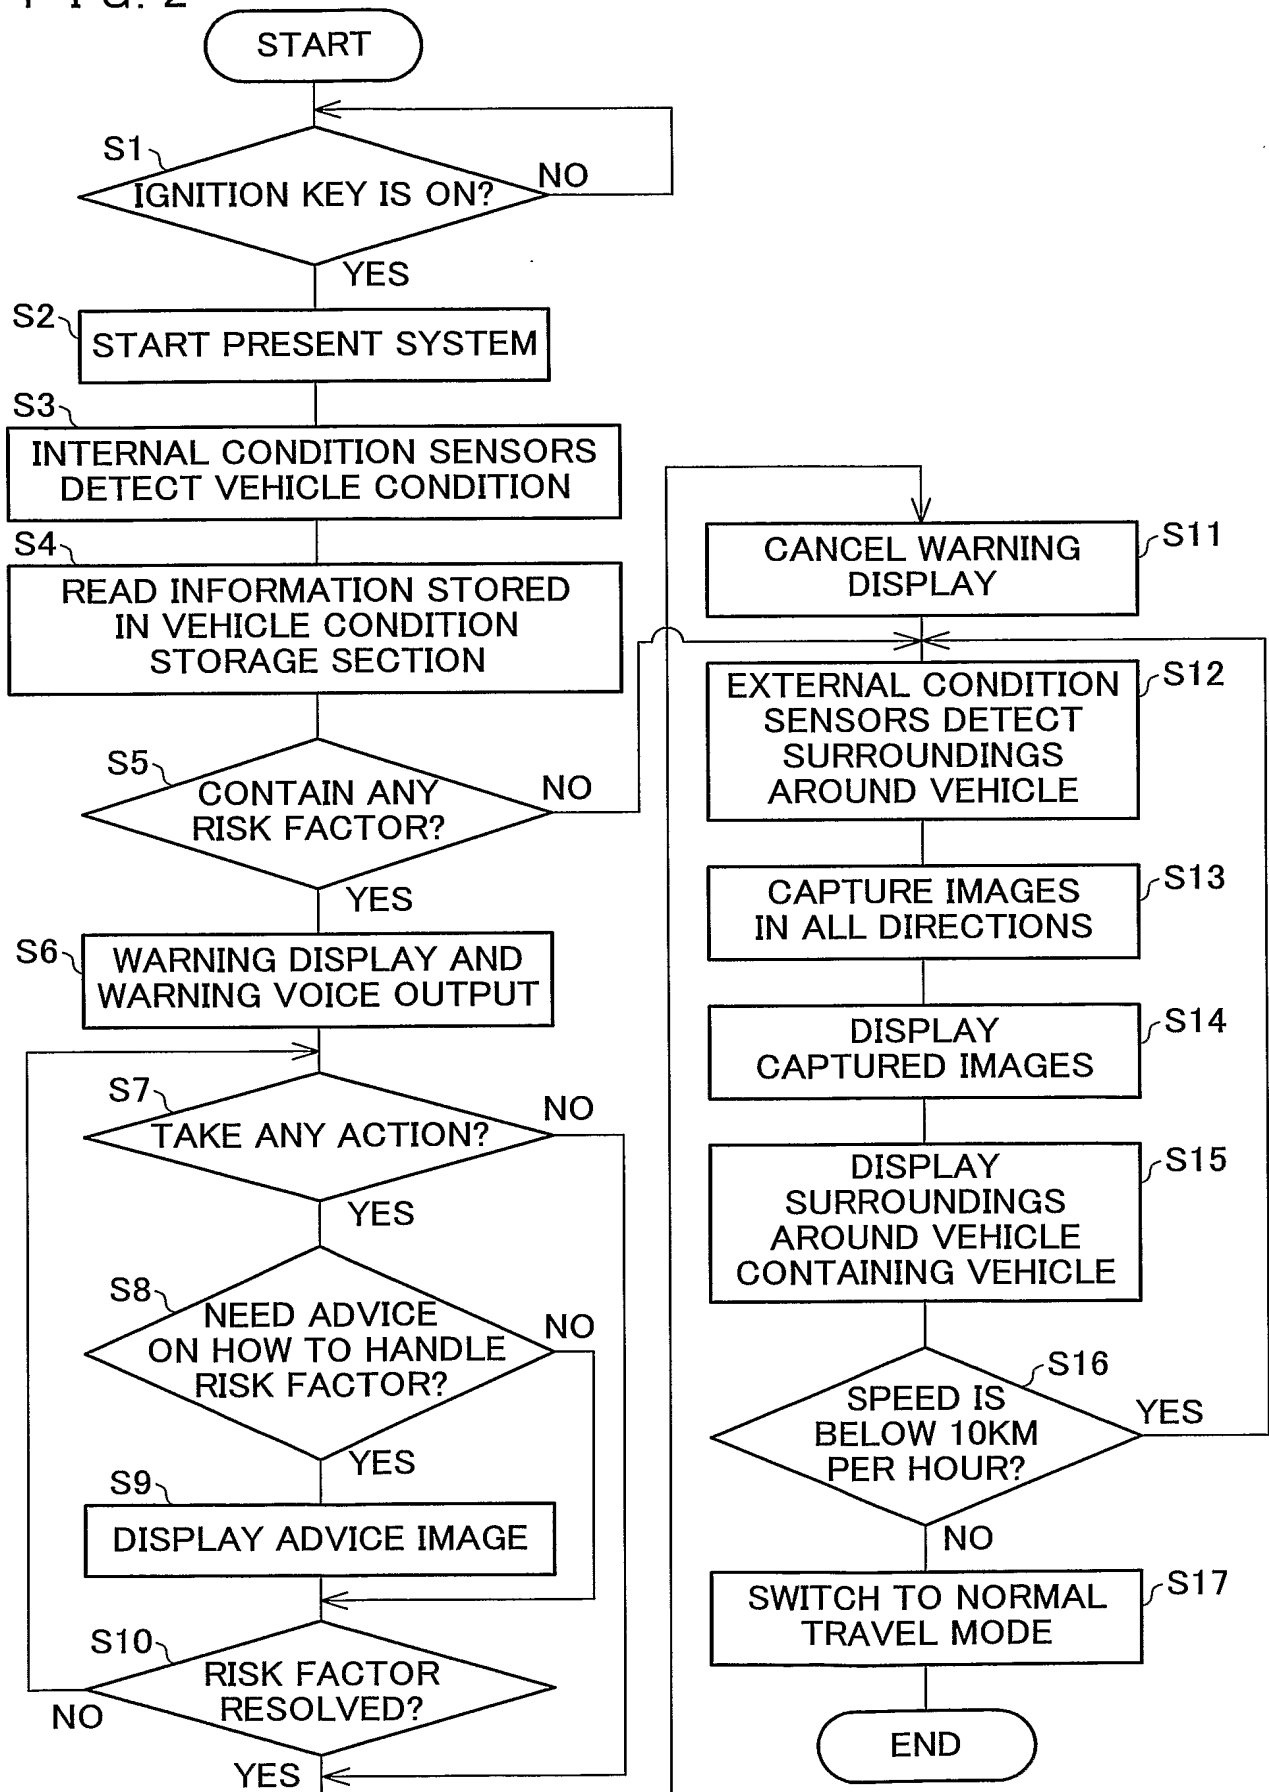 FIG. 2
START
S1
IGNITION KEY IS ON?
NO
YES
S2
START PRESENT SYSTEM
S3
INTERNAL CONDITION SENSORS
DETECT VEHICLE CONDITION
S4
READ INFORMATION STORED
IN VEHICLE CONDITION
STORAGE SECTION
S5
CONTAIN ANY
RISK FACTOR?
NO
YES
S6
WARNING DISPLAY AND
WARNING VOICE OUTPUT
S7
TAKE ANY ACTION?
NO
YES
S8
NEED ADVICE
ON HOW TO HANDLE
RISK FACTOR?
NO
YES
S9
DISPLAY ADVICE IMAGE
S10
RISK FACTOR
RESOLVED?
NO
YES
S11
CANCEL WARNING
DISPLAY
S12
EXTERNAL CONDITION
SENSORS DETECT
SURROUNDINGS
AROUND VEHICLE
S13
CAPTURE IMAGES
IN ALL DIRECTIONS
S14
DISPLAY
CAPTURED IMAGES
S15
DISPLAY
SURROUNDINGS
AROUND VEHICLE
CONTAINING VEHICLE
S16
SPEED IS
BELOW 10KM
PER HOUR?
YES
NO
S17
SWITCH TO NORMAL
TRAVEL MODE
END